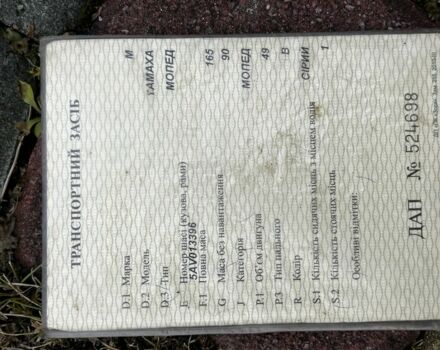 ТРАНСПОРТНИЙ ЗАСІБ
D.1 Марка
D.2 Модель ЯМАХА
D.3 Тип МОПЕД
E Номер шасі (кузова, рами)
5AV013396
F.1 Повна маса 165
G Маса без навантаження 90
J Категорія МОПЕД
P.1 Об'єм двигуна 49
P.3 Тип пального В
R Колір СІРИЙ
S.1 Кількість сидячих місць з місцем водія 1
S.2 Кількість стоячих місць
Особливі відмітки:
ДАП № 524698